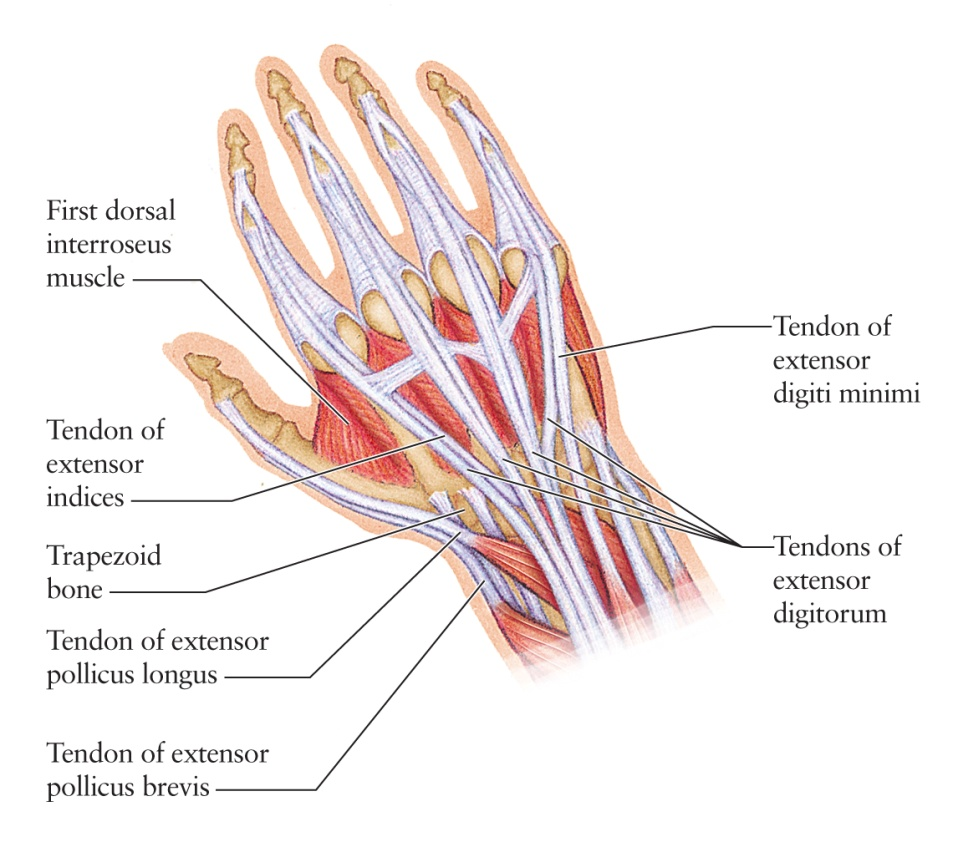 First dorsal
interroseus
muscle
Tendon of
extensor
digiti minimi
Tendon of
extensor
indices
Trapezoid
bone
Tendons of
extensor
digitorum
Tendon of extensor
pollicus longus
Tendon of extensor
pollicus brevis